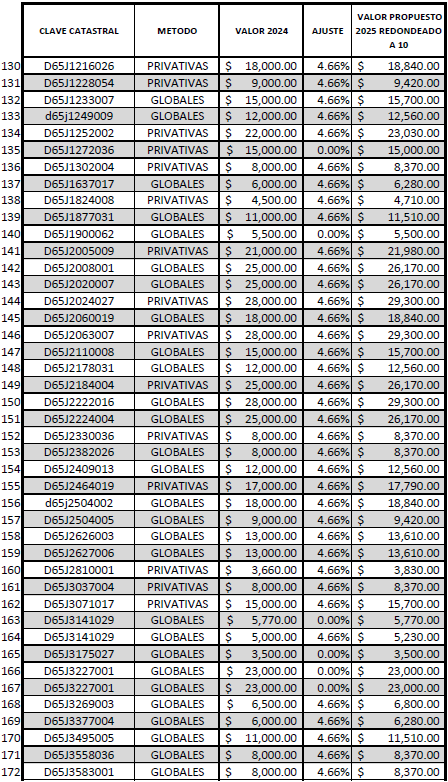 CLAVE CATASTRAL METODO VALOR 2024 AJUSTE VALOR PROPUESTO 2025 REDONDEADO A 10
130 D65J1216026 PRIVATIVAS $ 18,000.00 4.66% $ 18,840.00
131 D65J1228054 PRIVATIVAS $ 9,000.00 4.66% $ 9,420.00
132 D65J1233007 GLOBALES $ 15,000.00 4.66% $ 15,700.00
133 d65j1249009 GLOBALES $ 12,000.00 4.66% $ 12,560.00
134 D65J1252002 PRIVATIVAS $ 22,000.00 4.66% $ 23,030.00
135 D65J1272036 PRIVATIVAS $ 15,000.00 0.00% $ 15,000.00
136 D65J1302004 PRIVATIVAS $ 8,000.00 4.66% $ 8,370.00
137 D65J1637017 GLOBALES $ 6,000.00 4.66% $ 6,280.00
138 D65J1824008 PRIVATIVAS $ 4,500.00 4.66% $ 4,710.00
139 D65J1877031 GLOBALES $ 11,000.00 4.66% $ 11,510.00
140 D65J1900062 GLOBALES $ 5,500.00 0.00% $ 5,500.00
141 D65J2005009 PRIVATIVAS $ 21,000.00 4.66% $ 21,980.00
142 D65J2008001 GLOBALES $ 25,000.00 4.66% $ 26,170.00
143 D65J2020007 GLOBALES $ 25,000.00 4.66% $ 26,170.00
144 D65J2024027 PRIVATIVAS $ 28,000.00 4.66% $ 29,300.00
145 D65J2060019 GLOBALES $ 18,000.00 4.66% $ 18,840.00
146 D65J2063007 PRIVATIVAS $ 28,000.00 4.66% $ 29,300.00
147 D65J2110008 GLOBALES $ 15,000.00 4.66% $ 15,700.00
148 D65J2178031 GLOBALES $ 12,000.00 4.66% $ 12,560.00
149 D65J2184004 PRIVATIVAS $ 25,000.00 4.66% $ 26,170.00
150 D65J2222016 GLOBALES $ 28,000.00 4.66% $ 29,300.00
151 D65J2224004 GLOBALES $ 25,000.00 4.66% $ 26,170.00
152 D65J2330036 PRIVATIVAS $ 8,000.00 4.66% $ 8,370.00
153 D65J2382026 GLOBALES $ 8,000.00 4.66% $ 8,370.00
154 D65J2409013 GLOBALES $ 12,000.00 4.66% $ 12,560.00
155 D65J2464019 PRIVATIVAS $ 17,000.00 4.66% $ 17,790.00
156 d65j2504002 GLOBALES $ 18,000.00 4.66% $ 18,840.00
157 D65J2504005 GLOBALES $ 9,000.00 4.66% $ 9,420.00
158 D65J2626003 GLOBALES $ 13,000.00 4.66% $ 13,610.00
159 D65J2627006 GLOBALES $ 13,000.00 4.66% $ 13,610.00
160 D65J2810001 PRIVATIVAS $ 3,660.00 4.66% $ 3,830.00
161 D65J3037004 PRIVATIVAS $ 8,000.00 4.66% $ 8,370.00
162 D65J3071017 PRIVATIVAS $ 15,000.00 4.66% $ 15,700.00
163 D65J3141029 GLOBALES $ 5,770.00 0.00% $ 5,770.00
164 D65J3141029 GLOBALES $ 5,000.00 4.66% $ 5,230.00
165 D65J3175027 GLOBALES $ 3,500.00 0.00% $ 3,500.00
166 D65J3227001 GLOBALES $ 23,000.00 0.00% $ 23,000.00
167 D65J3227001 GLOBALES $ 23,000.00 0.00% $ 23,000.00
168 D65J3269003 GLOBALES $ 6,500.00 4.66% $ 6,800.00
169 D65J3377004 GLOBALES $ 6,000.00 4.66% $ 6,280.00
170 D65J3495005 GLOBALES $ 11,000.00 4.66% $ 11,510.00
171 D65J3558036 GLOBALES $ 8,000.00 4.66% $ 8,370.00
172 D65J3583001 GLOBALES $ 8,000.00 4.66% $ 8,370.00